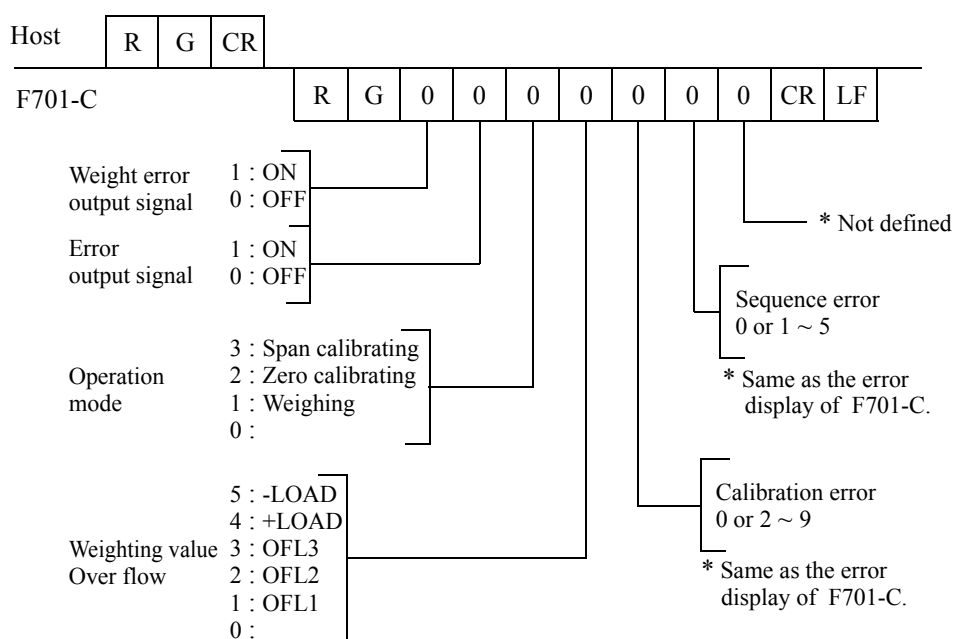 Host R G CR
F701-C R G 0 0 0 0 0 0 0 CR LF
Weight error
output signal
1 : ON
0 : OFF
Error
output signal
1 : ON
0 : OFF
Operation
mode
3 : Span calibrating
2 : Zero calibrating
1 : Weighing
0 :
Weighting value
Over flow
5 : -LOAD
4 : +LOAD
3 : OFL3
2 : OFL2
1 : OFL1
0 :
* Not defined
Sequence error
0 or 1 ~ 5
* Same as the error
display of F701-C.
Calibration error
0 or 2 ~ 9
* Same as the error
display of F701-C.